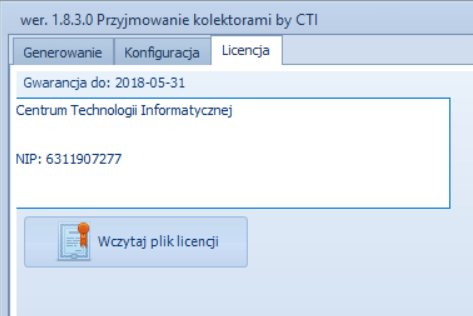 wer. 1.8.3.0 Przyjmowanie kolektorami by CTI
Generowanie Konfiguracja Licencja
Gwarancja do: 2018-05-31
Centrum Technologii Informatycznej
NIP: 6311907277
Wczytaj plik licencji